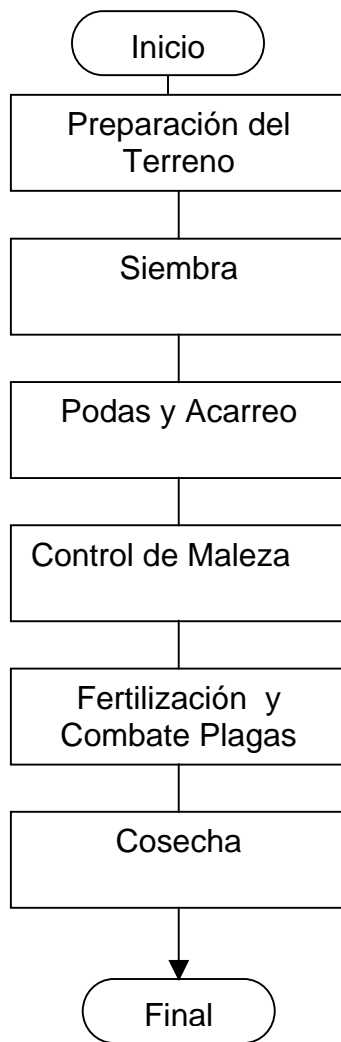 Inicio
Preparación del
Terreno
Siembra
Podas y Acarreo
Control de Maleza
Fertilización y
Combate Plagas
Cosecha
Final